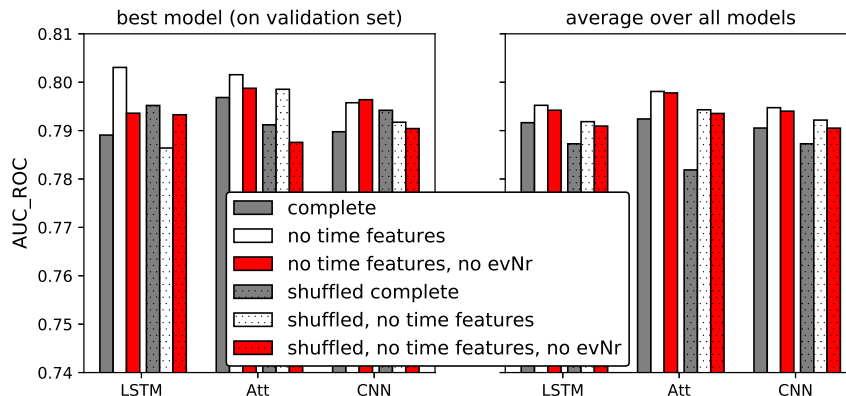 best model (on validation set)
average over all models
0.81
0.80
0.79
0.78
0.77
0.76
0.75
0.74
AUC_ROC
complete
no time features
no time features, no evNr
shuffled complete
shuffled, no time features
shuffled, no time features, no evNr
LSTM Att CNN
LSTM Att CNN